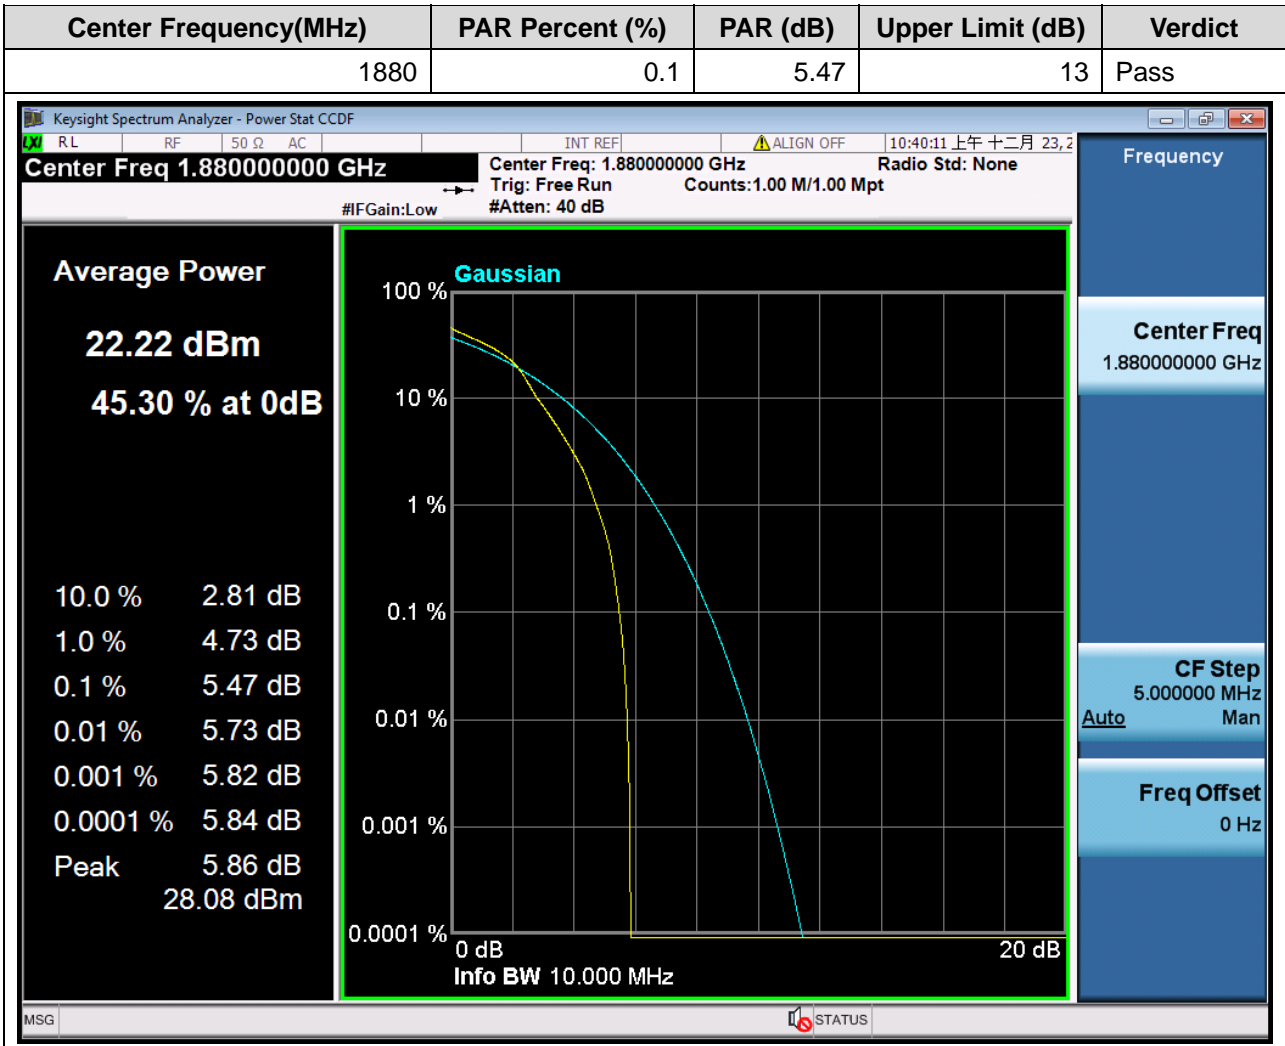 Center Frequency(MHz) PAR Percent (%) PAR (dB) Upper Limit (dB) Verdict
1880 0.1 5.47 13 Pass
Keysight Spectrum Analyzer - Power Stat CCDF
LXI RL RF 50 Ω AC INT REF ALIGN OFF 10:40:11 上午 十二月 23, 2
Center Freq 1.880000000 GHz
Center Freq: 1.880000000 GHz Radio Std: None
Trig: Free Run Counts:1.00 M/1.00 Mpt
#IFGain:Low #Atten: 40 dB
Average Power
22.22 dBm
45.30 % at 0dB
10.0 % 2.81 dB
1.0 % 4.73 dB
0.1 % 5.47 dB
0.01 % 5.73 dB
0.001 % 5.82 dB
0.0001 % 5.84 dB
Peak 5.86 dB
28.08 dBm
Gaussian
100 %
10 %
1 %
0.1 %
0.01 %
0.001 %
0.0001 %
0 dB 20 dB
Info BW 10.000 MHz
Frequency
Center Freq
1.880000000 GHz
CF Step
5.000000 MHz
Auto Man
Freq Offset
0 Hz
MSG STATUS